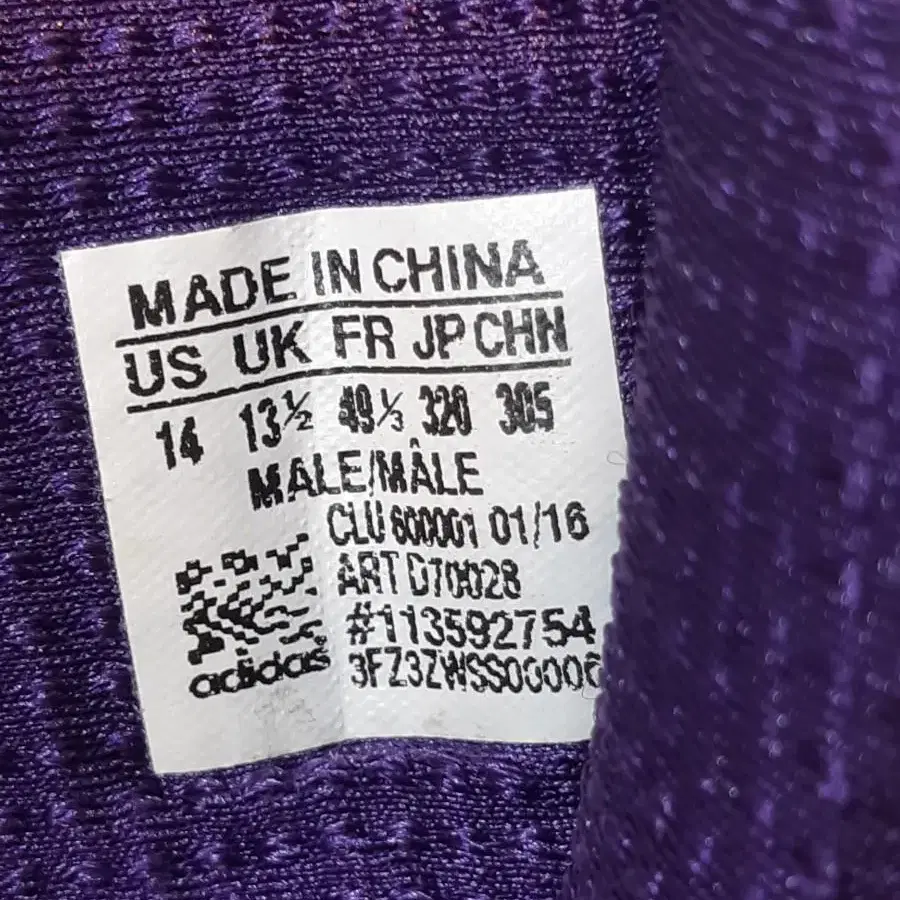 MADE IN CHINA
US UK FR JP CHN
14 13½ 49⅓ 320 305
MALE/MÂLE
CLU 600001 01/16
ART D70028
#113592754
adidas 3FZ3ZWSS00006